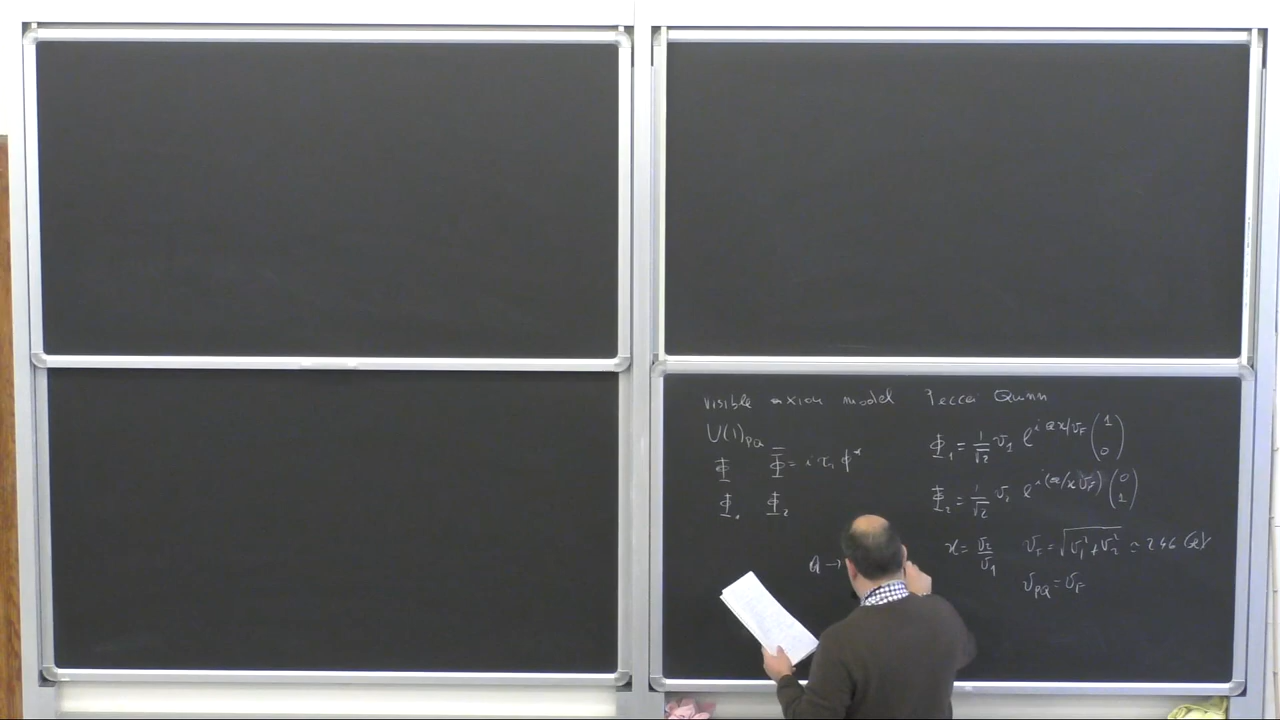 visible axion model Peccei Quinn
U(1)_PQ
Φ Φ̄ = i τ₂ φ*
Φ₁ Φ₂
Φ₁ = 1/√2 v₁ e^{i a x/v_F} (1 0)
Φ₂ = 1/√2 v₂ e^{i(a/x v_F)} (0 1)
x = v₂/v₁ v_F = √(v₁² + v₂²) ≃ 246 GeV
v_PQ = v_F
a →